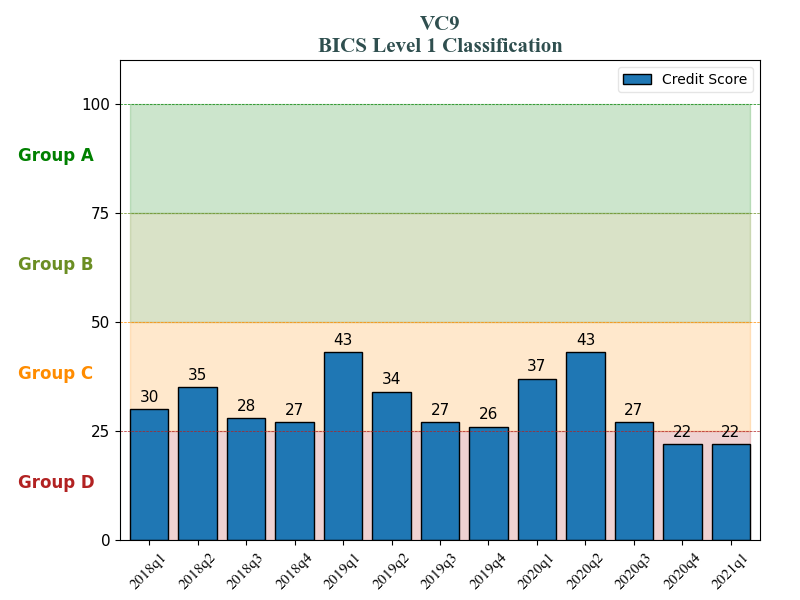 VC9
BICS Level 1 Classification
Credit Score
100
Group A
75
Group B
50
43
43
37
Group C
35
34
30
28
27
27
26
27
25
22
22
Group D
0
2018q1
2018q2
2018q3
2018q4
2019q1
2019q2
2019q3
2019q4
2020q1
2020q2
2020q3
2020q4
2021q1